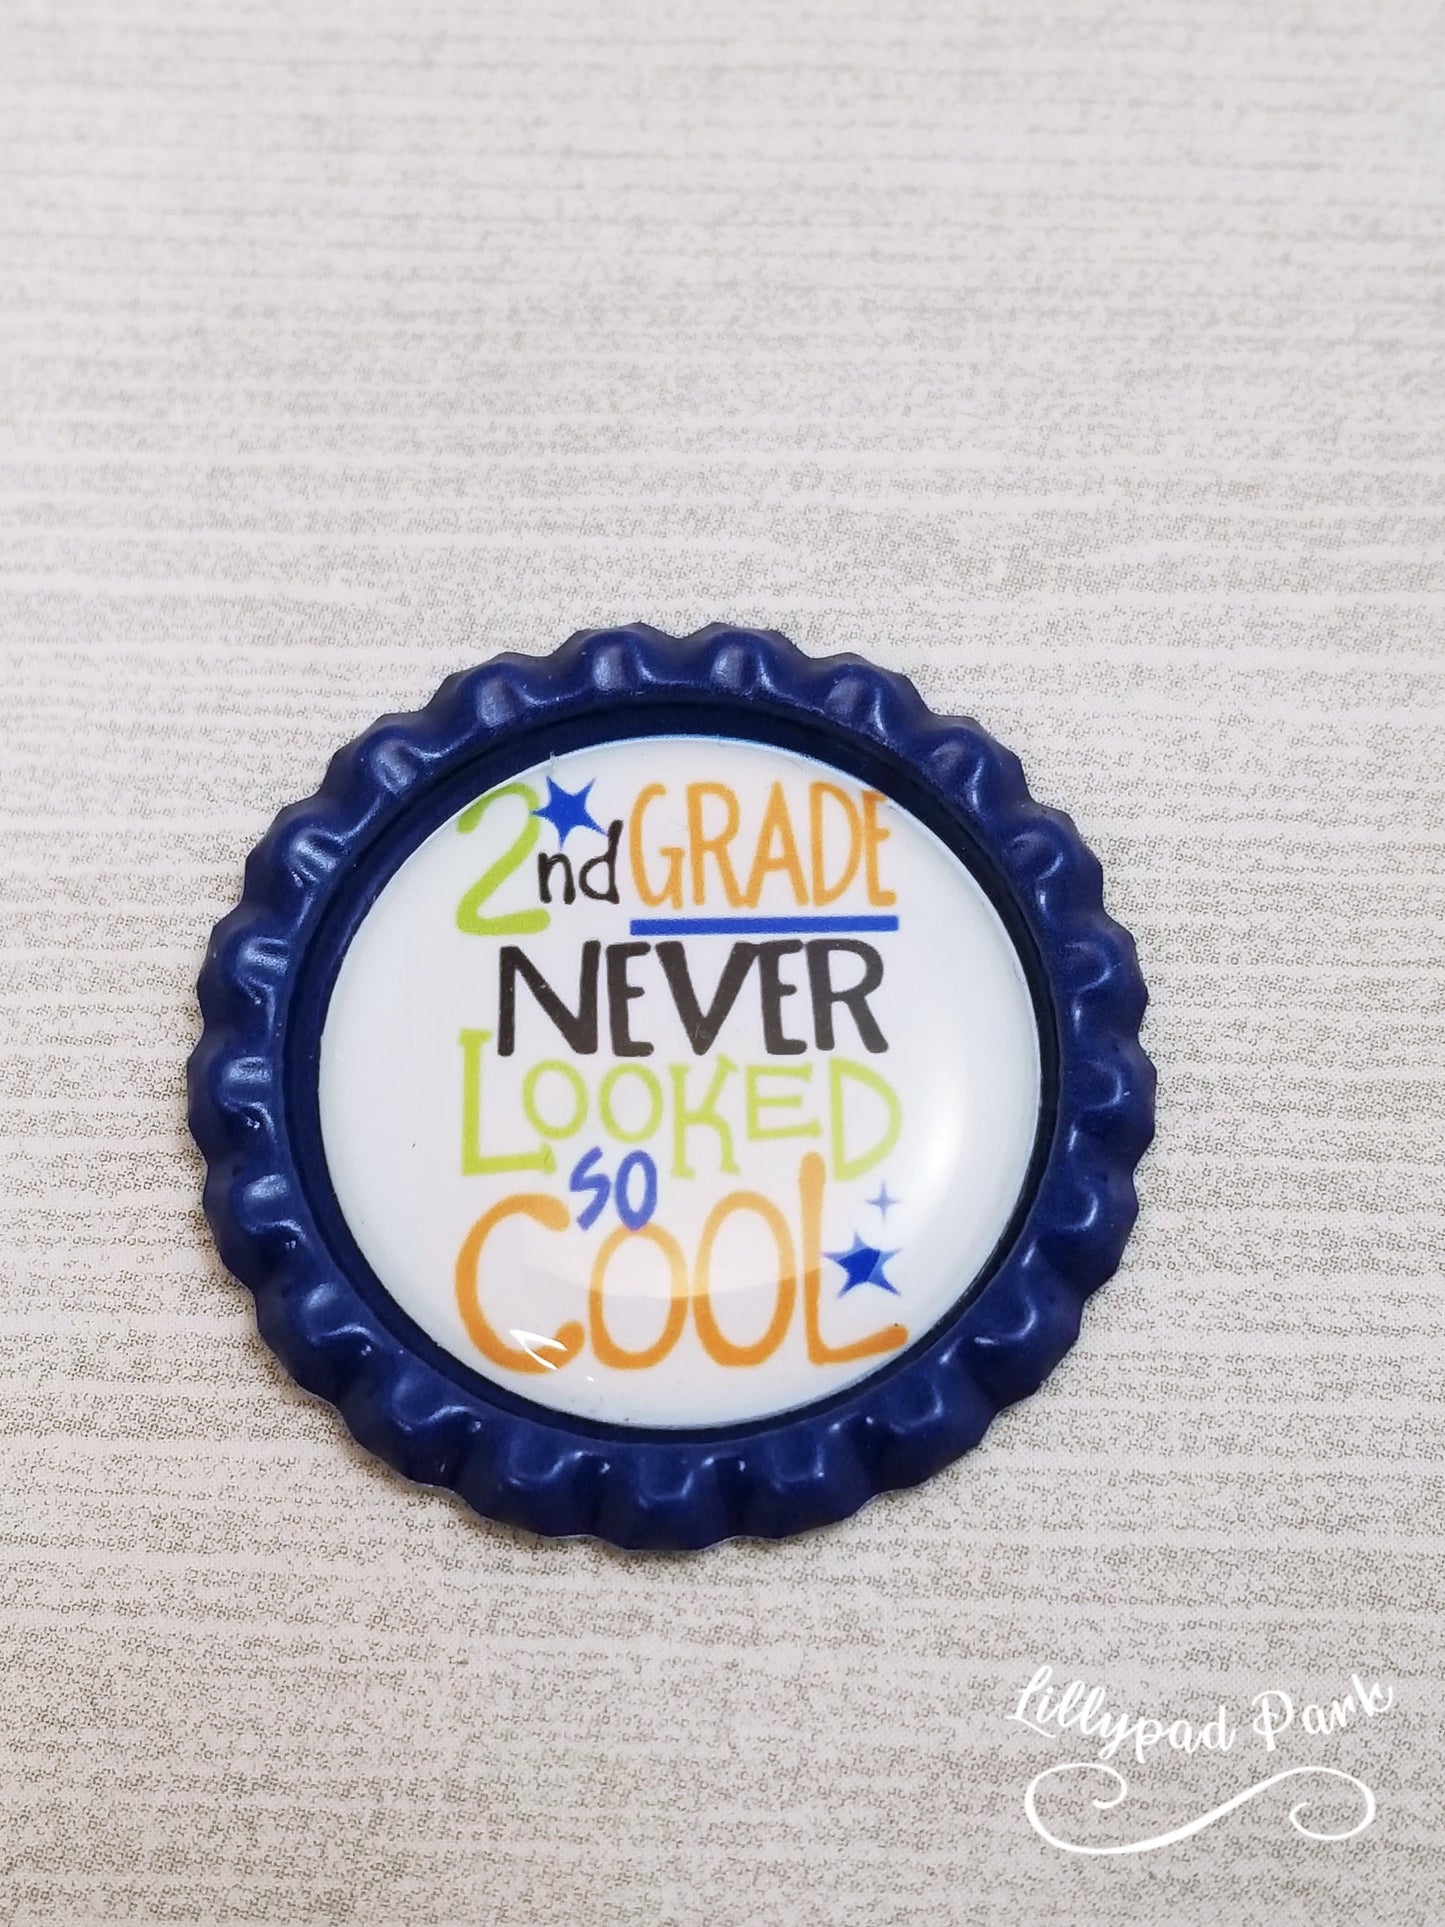 2nd GRADE
NEVER
LOOKED
SO
COOL
Lillypad Park